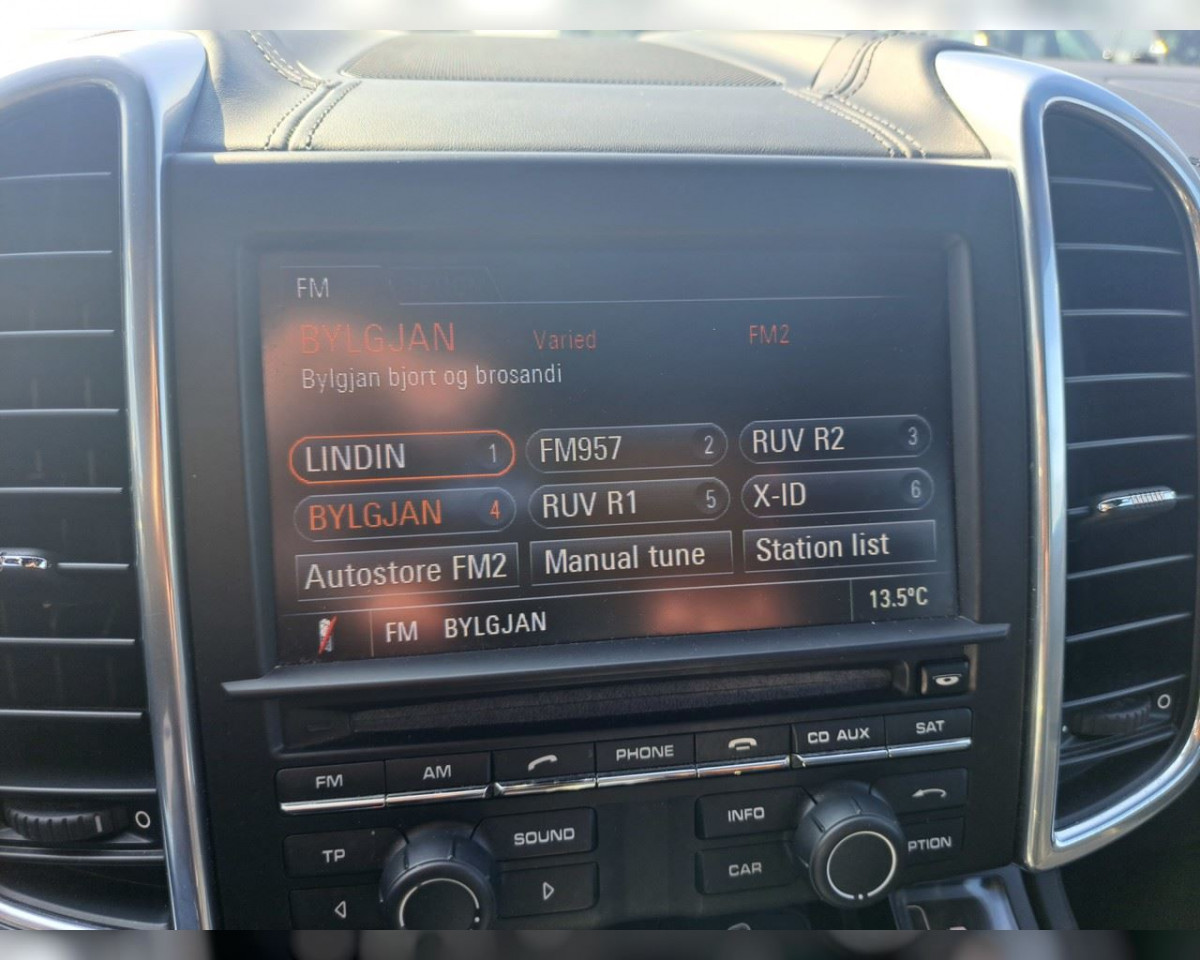 FM
BYLGJAN Varied FM2
Bylgjan bjort og brosandi
LINDIN 1 FM957 2 RUV R2 3
BYLGJAN 4 RUV R1 5 X-ID 6
Autostore FM2 Manual tune Station list
FM BYLGJAN 13.5°C
FM AM PHONE CD AUX SAT
TP SOUND INFO
CAR PTION